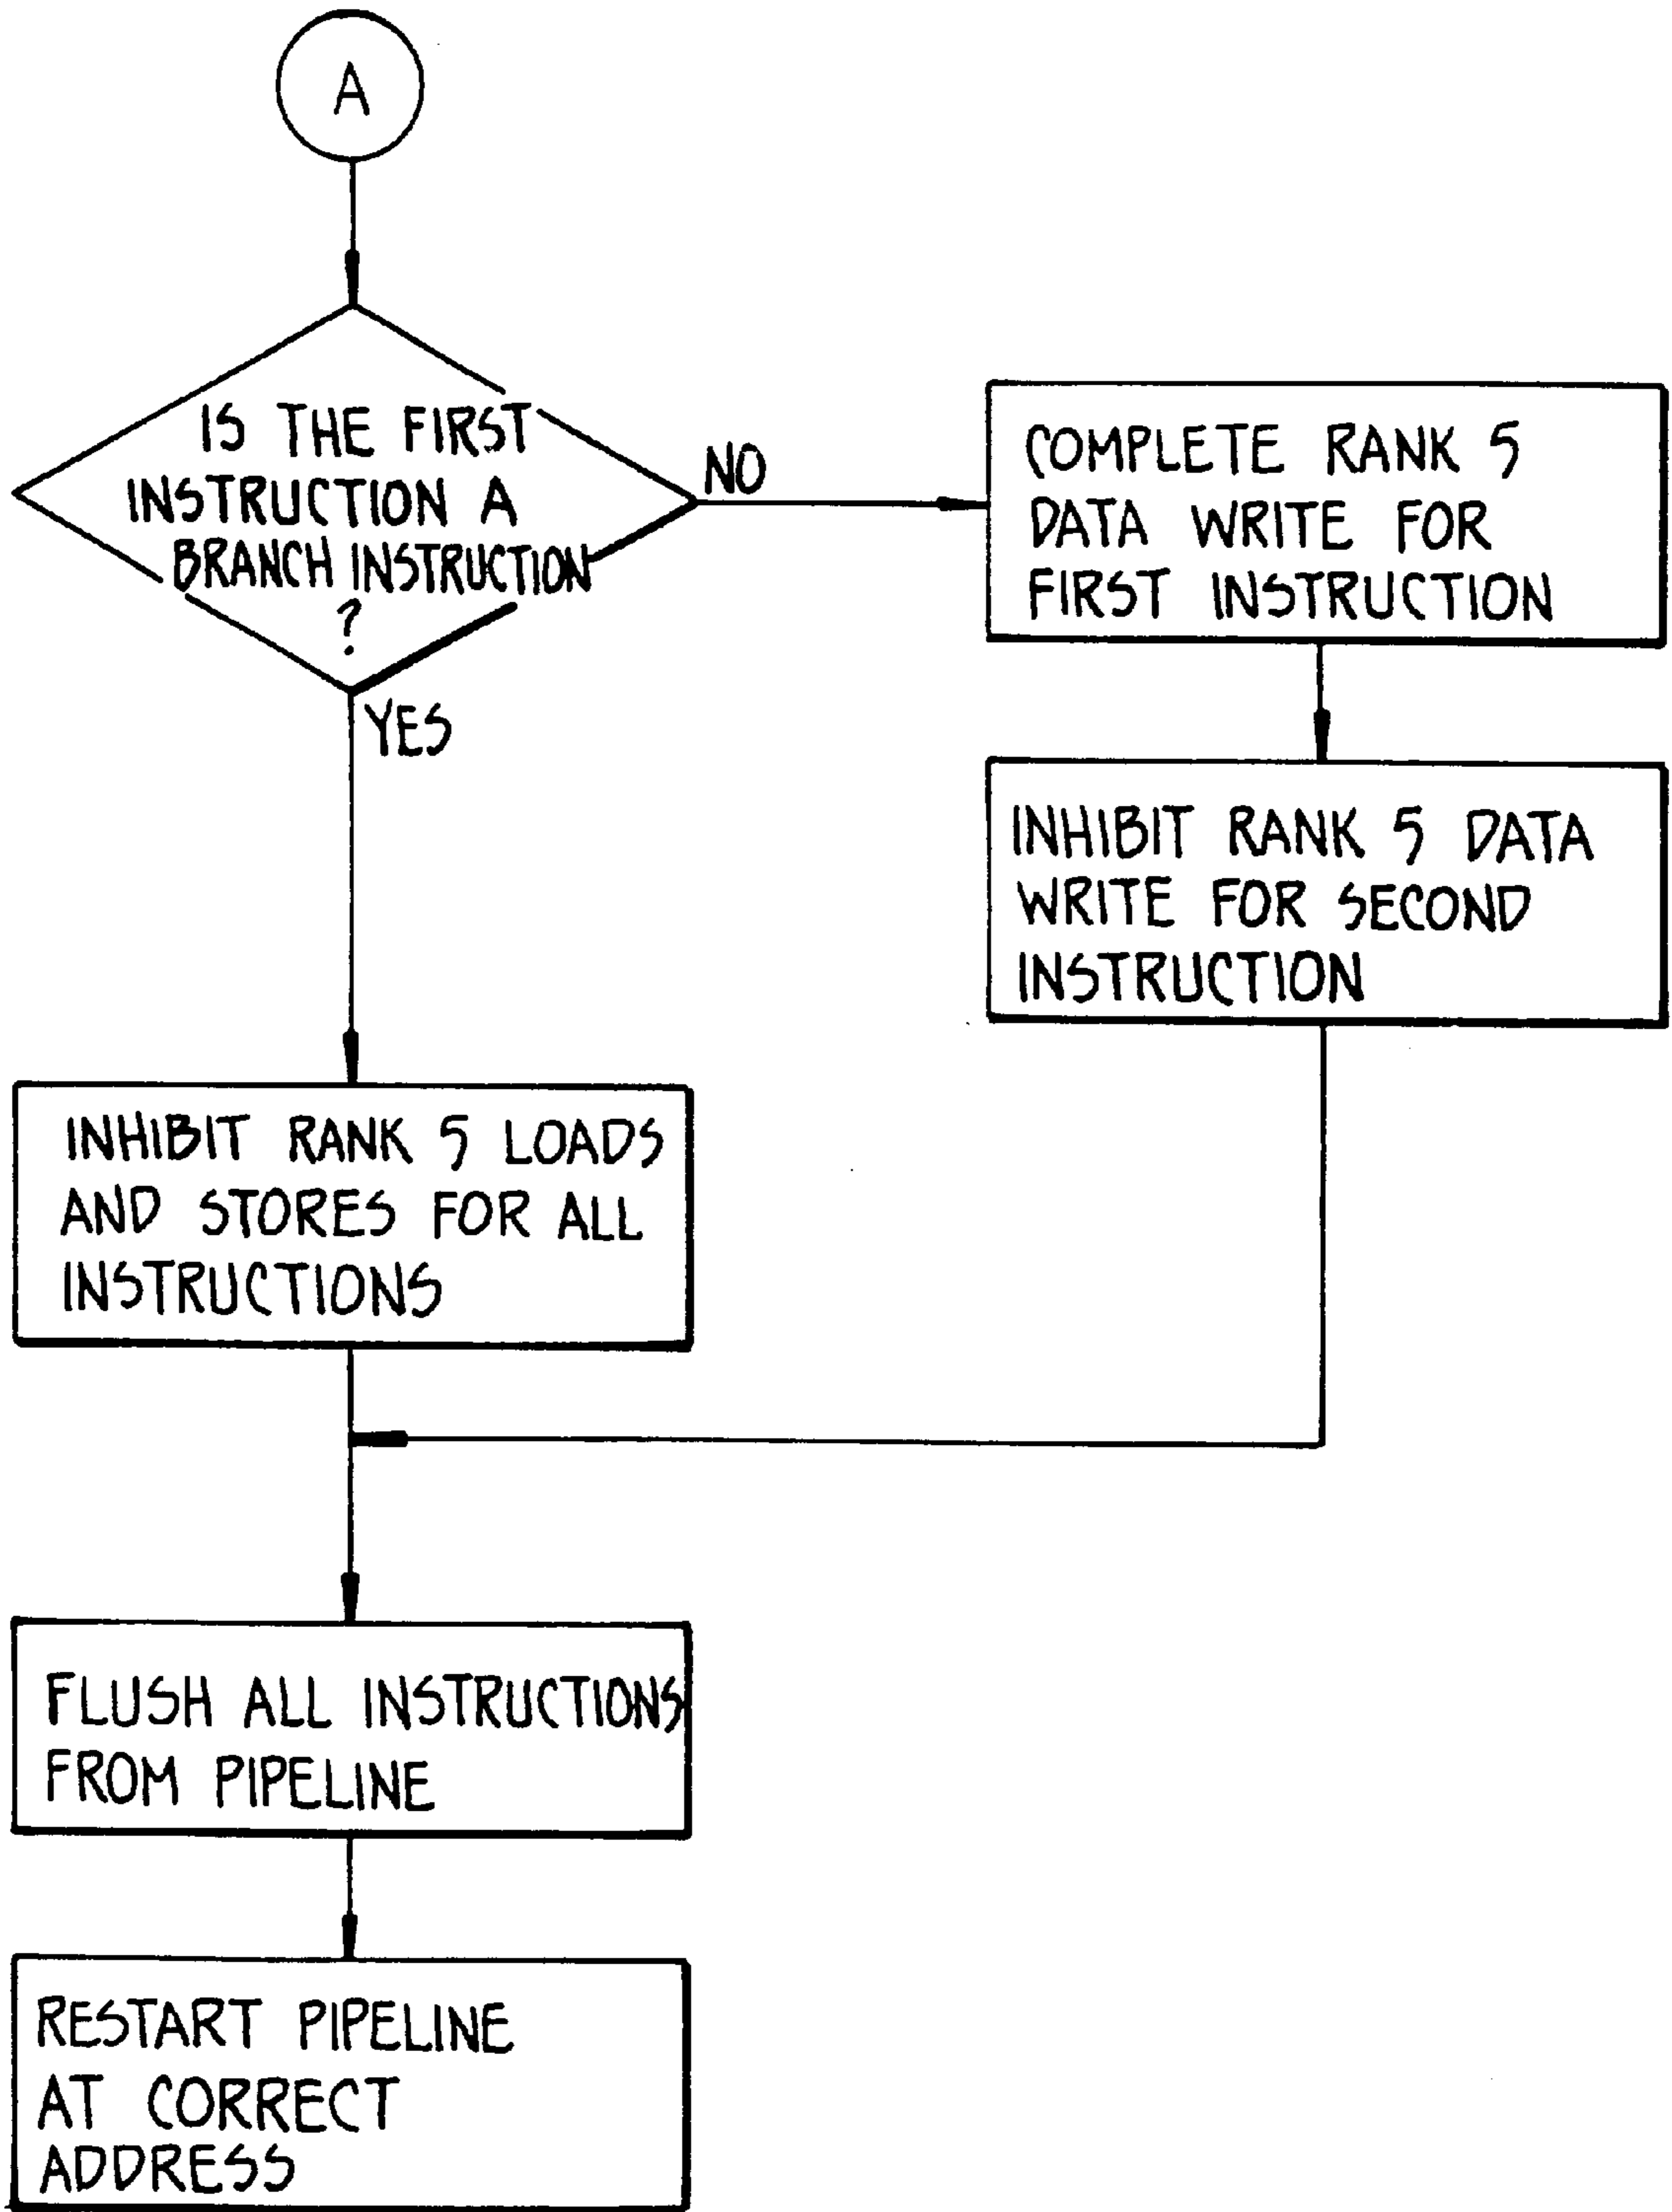 A
IS THE FIRST
INSTRUCTION A
BRANCH INSTRUCTION
?
NO
COMPLETE RANK 5
DATA WRITE FOR
FIRST INSTRUCTION
INHIBIT RANK 5 DATA
WRITE FOR SECOND
INSTRUCTION
YES
INHIBIT RANK 5 LOADS
AND STORES FOR ALL
INSTRUCTIONS
FLUSH ALL INSTRUCTIONS
FROM PIPELINE
RESTART PIPELINE
AT CORRECT
ADDRESS